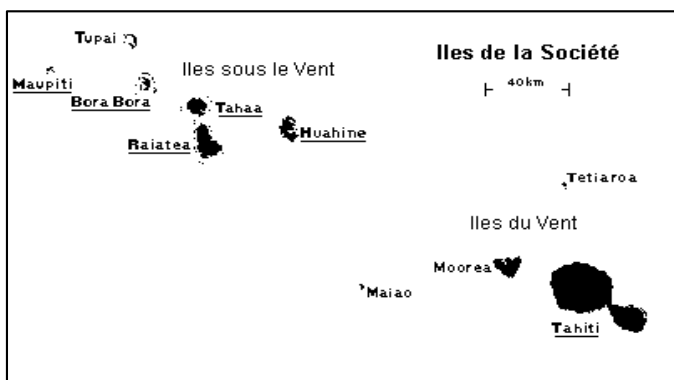 Tupai
Iles de la Société
Iles sous le Vent
Maupiti
40km
Bora Bora
Tahaa
Huahine
Raiatea
Tetiaroa
Iles du Vent
Moorea
Maiao
Tahiti